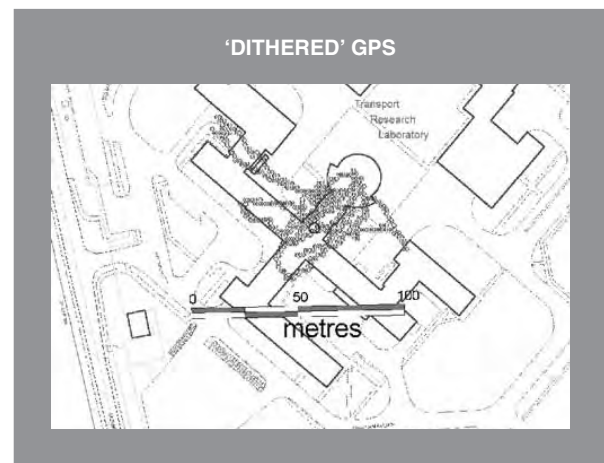 ‘DITHERED’ GPS
Transport
Research
Laboratory
0 50 100
metres